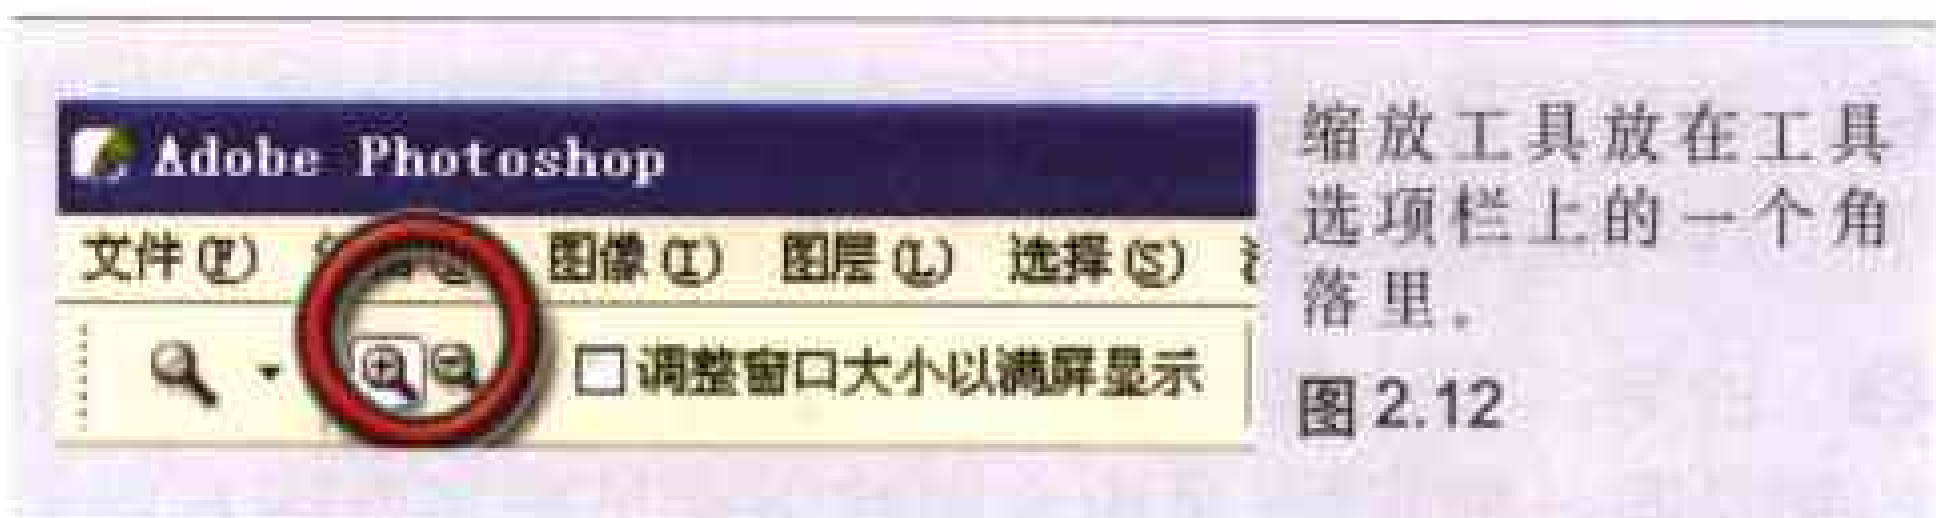 Adobe Photoshop
文件(F) 图像(I) 图层(L) 选择(S)
调整窗口大小以满屏显示
缩放工具放在工具
选项栏上的一个角
落里。
图 2.12